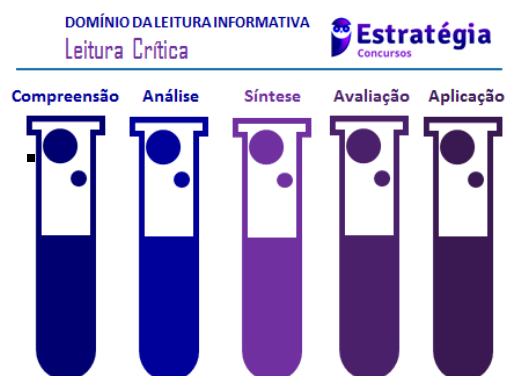 DOMÍNIO DA LEITURA INFORMATIVA
Leitura Crítica
Estratégia
Concursos
Compreensão Análise Síntese Avaliação Aplicação